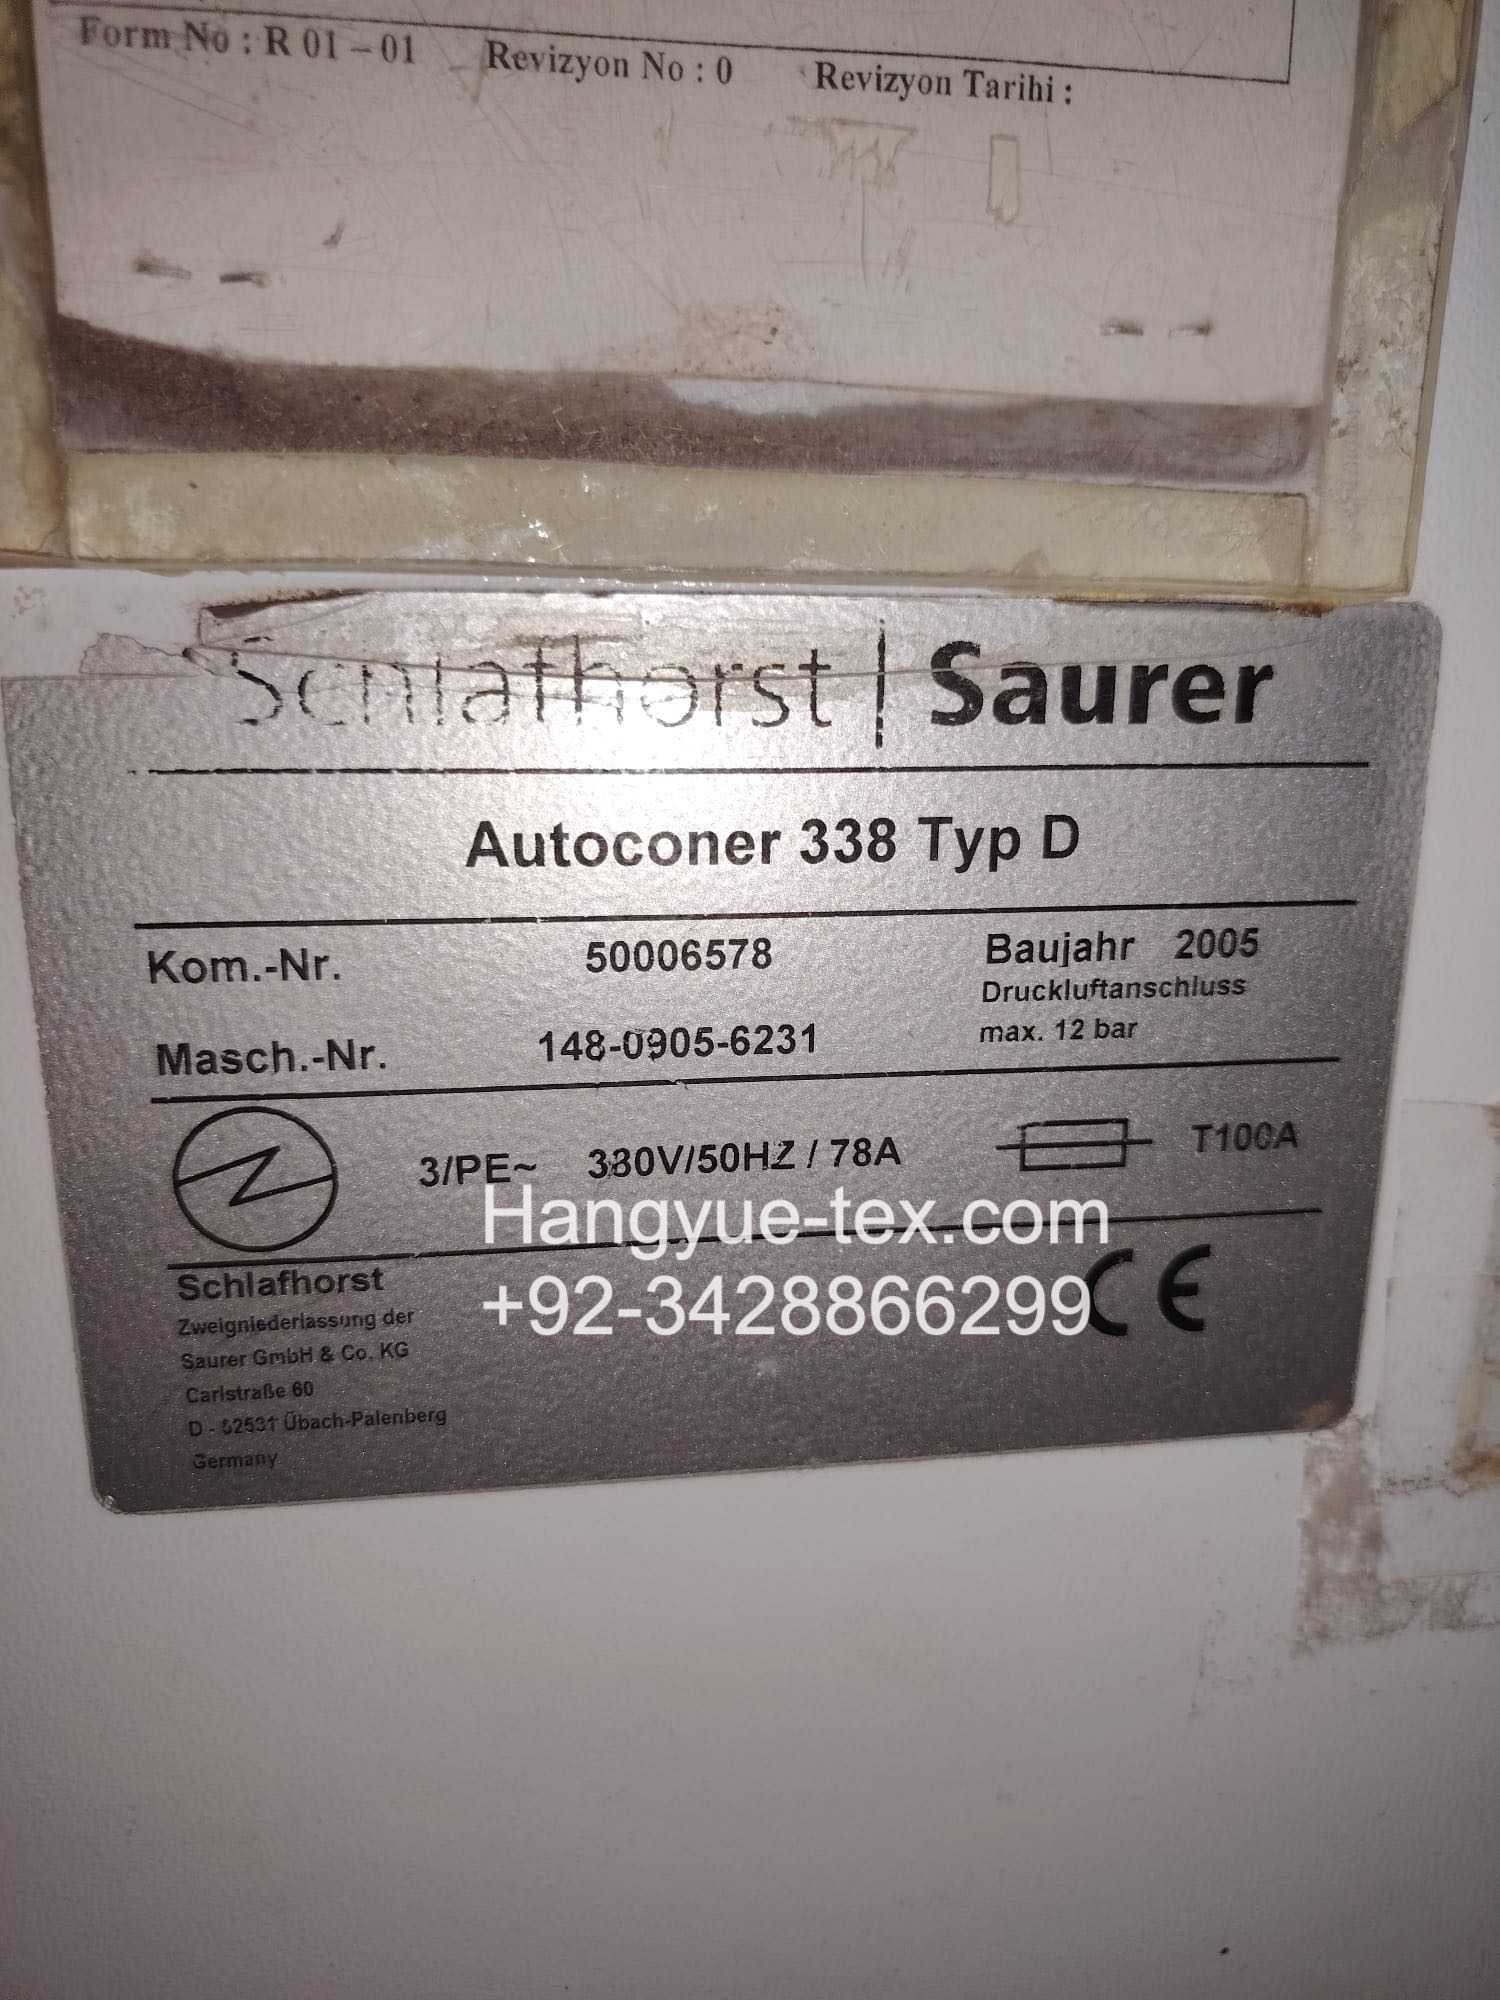 Form No : R 01 – 01 Revizyon No : 0 Revizyon Tarihi :
Schlafhorst | Saurer
Autoconer 338 Typ D
Kom.-Nr. 50006578 Baujahr 2005
Druckluftanschluss
Masch.-Nr. 148-0905-6231 max. 12 bar
3/PE~ 380V/50HZ / 78A T100A
Hangyue-tex.com
+92-3428866299
CE
Schlafhorst
Zweigniederlassung der
Saurer GmbH & Co. KG
Carlstraße 60
D - 52531 Übach-Palenberg
Germany